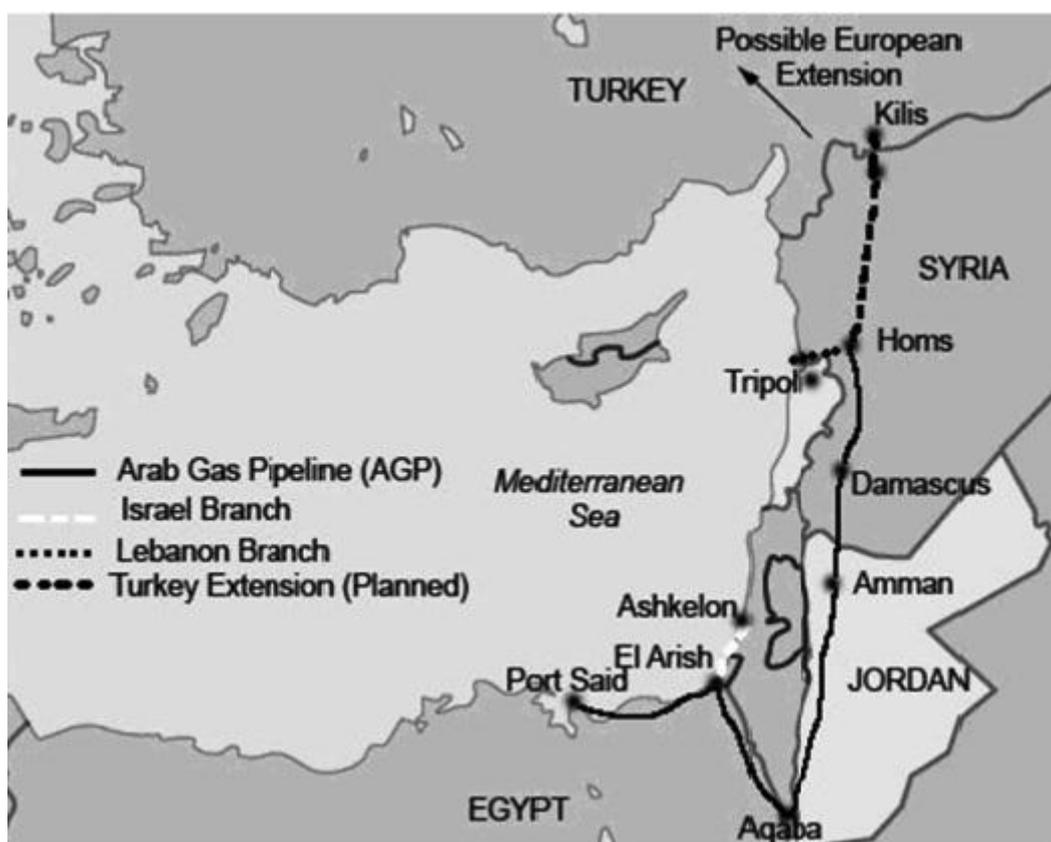 Possible European
Extension
TURKEY
Kilis
SYRIA
Homs
Tripoli
Arab Gas Pipeline (AGP)
Mediterranean
Sea
Damascus
Israel Branch
Lebanon Branch
Turkey Extension (Planned)
Amman
Ashkelon
El Arish
Port Said
JORDAN
EGYPT
Aqaba